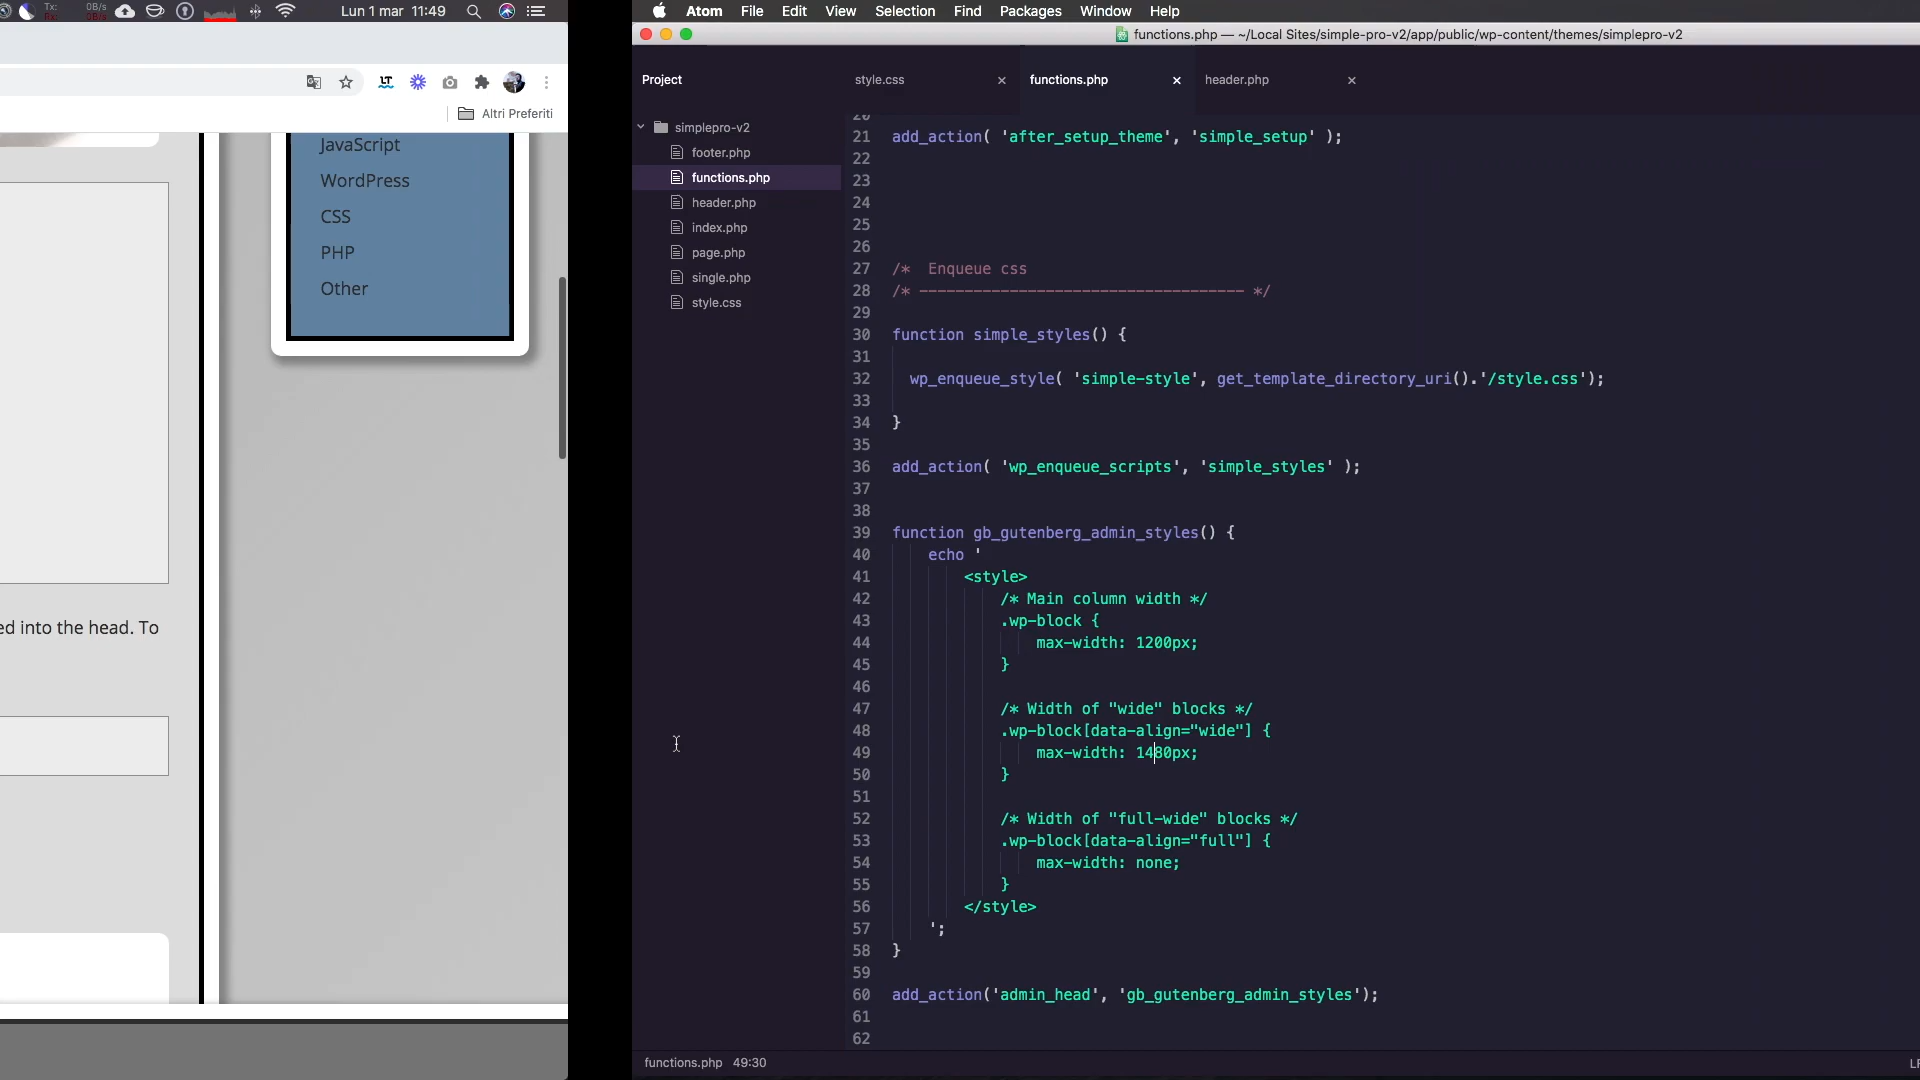 Tx:
Rx:
0B/s
0B/s
Lun 1 mar 11:49
Atom File Edit View Selection Find Packages Window Help
functions.php — ~/Local Sites/simple-pro-v2/app/public/wp-content/themes/simplepro-v2
Altri Preferiti
JavaScript
WordPress
CSS
PHP
Other
ed into the head. To
Project
style.css ×
functions.php ×
header.php ×
simplepro-v2
footer.php
functions.php
header.php
index.php
page.php
single.php
style.css
20
21 add_action( 'after_setup_theme', 'simple_setup' );
22
23
24
25
26
27 /* Enqueue css
28 /* ------------------------------------ */
29
30 function simple_styles() {
31
32 wp_enqueue_style( 'simple-style', get_template_directory_uri().'/style.css');
33
34 }
35
36 add_action( 'wp_enqueue_scripts', 'simple_styles' );
37
38
39 function gb_gutenberg_admin_styles() {
40 echo '
41 <style>
42 /* Main column width */
43 .wp-block {
44 max-width: 1200px;
45 }
46
47 /* Width of "wide" blocks */
48 .wp-block[data-align="wide"] {
49 max-width: 1480px;
50 }
51
52 /* Width of "full-wide" blocks */
53 .wp-block[data-align="full"] {
54 max-width: none;
55 }
56 </style>
57 ';
58 }
59
60 add_action('admin_head', 'gb_gutenberg_admin_styles');
61
62
functions.php 49:30